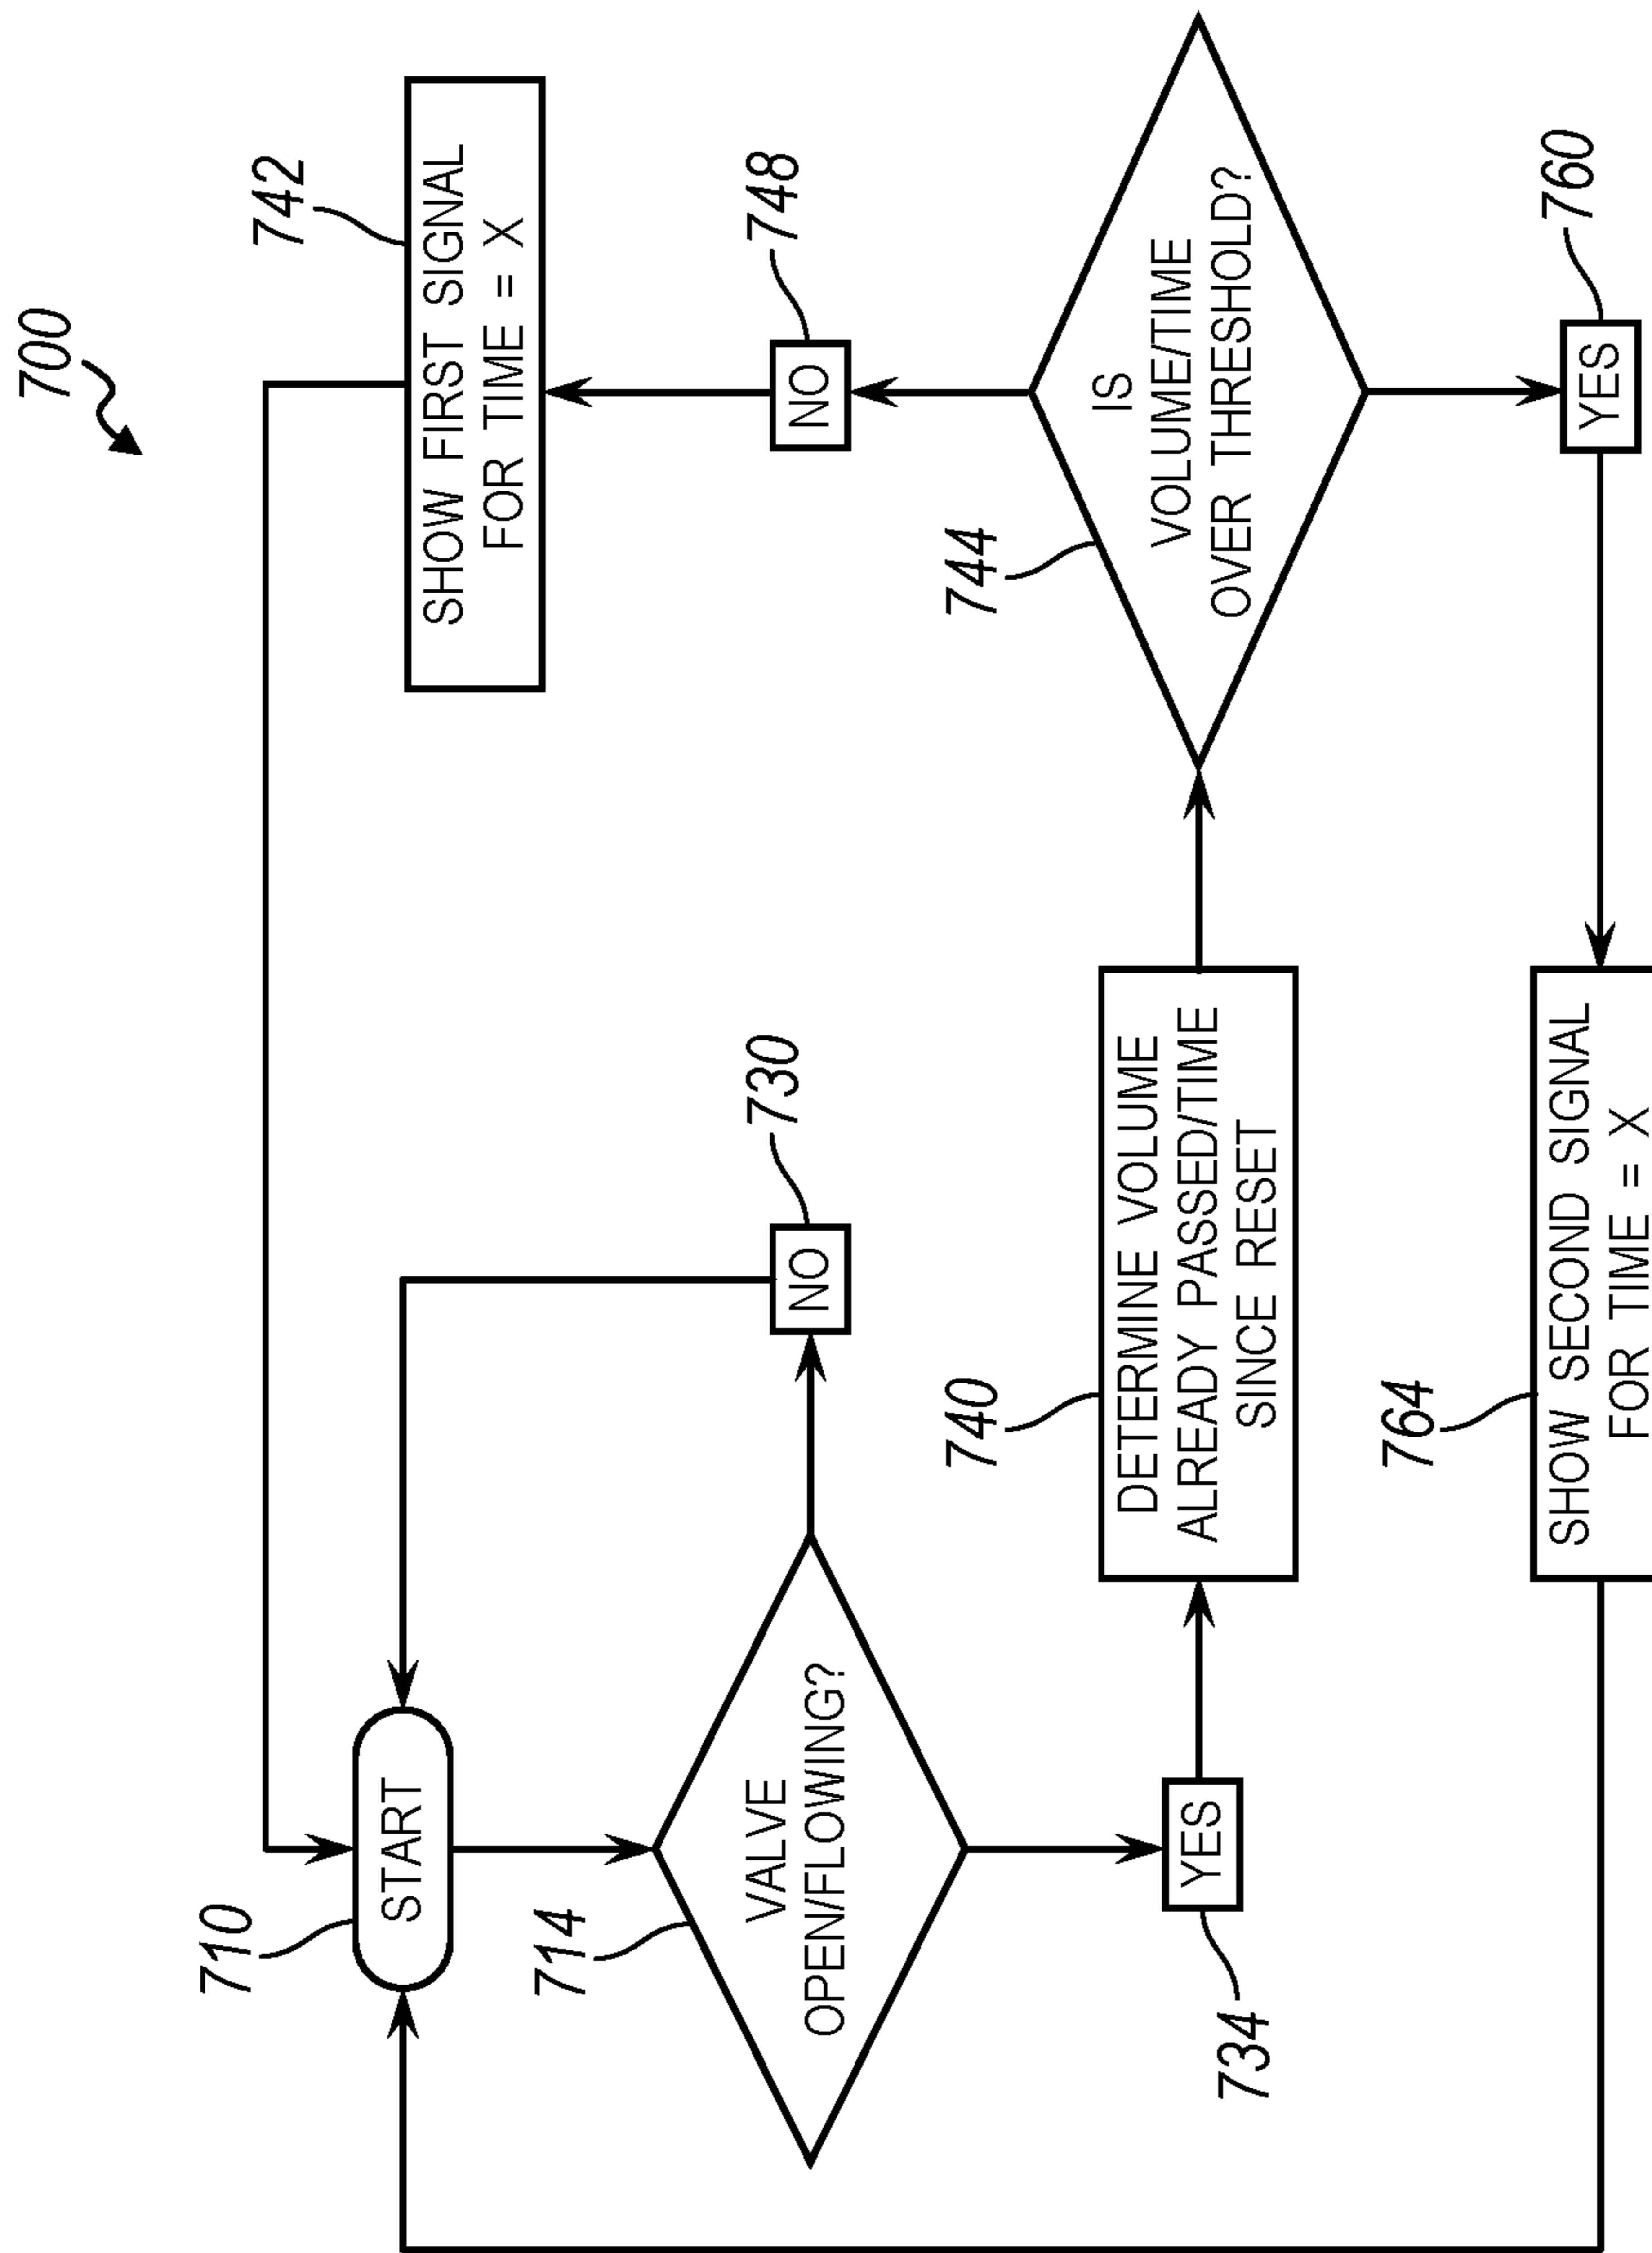 700
710
START
742
SHOW FIRST SIGNAL
FOR TIME = X
714
VALVE
OPEN/FLOWING?
730
NO
748
NO
734
YES
740
DETERMINE VOLUME
ALREADY PASSED/TIME
SINCE RESET
744
IS
VOLUME/TIME
OVER THRESHOLD?
760
YES
764
SHOW SECOND SIGNAL
FOR TIME = X